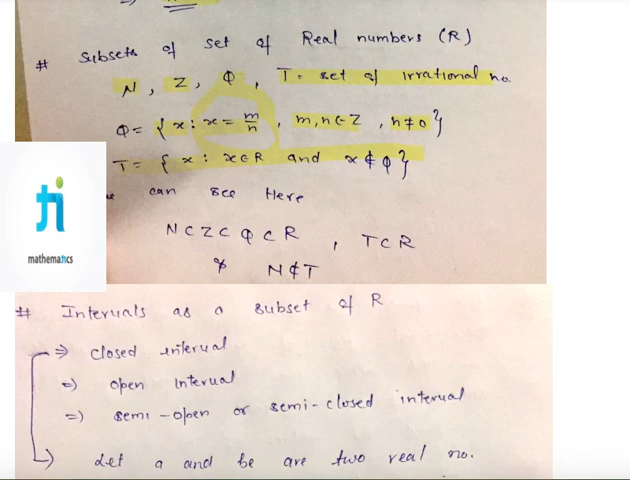 # Subsets of set of Real numbers (R)
N, Z, Q, T = set of irrational no.
Q = { x : x = m/n , m,n ∈ Z , n ≠ 0 }
T = { x : x ∈ R and x ∉ Q }
can see Here
N ⊂ Z ⊂ Q ⊂ R , T ⊂ R
& N ⊄ T
mathematics
# Intervals as a subset of R
⇒ closed interval
⇒ open Interval
⇒ semi-open or semi-closed interval
Let a and be are two real no.